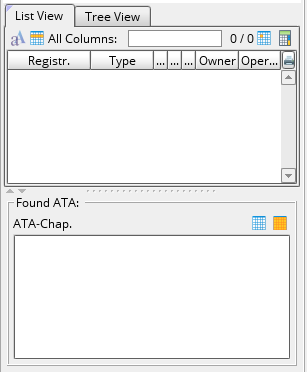 List View Tree View
All Columns: 0 / 0
Registr. Type ... ... ... Owner Oper...
Found ATA:
ATA-Chap.